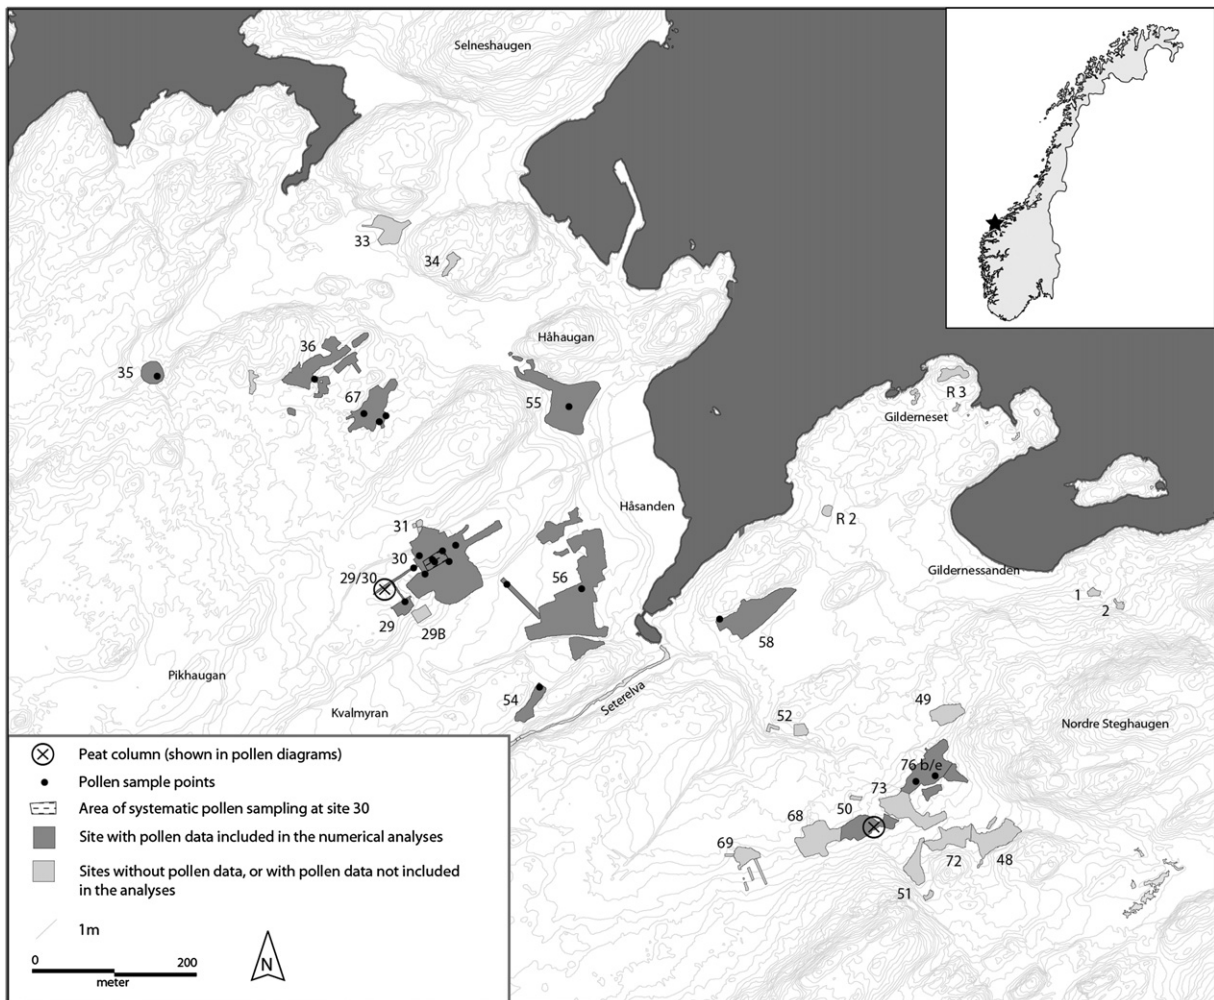 Selneshaugen
33
34
Håhaugan
36
35
67
55
R 3
Gilderneset
31
Håsanden
R 2
30
29/30
56
Gildernessanden
1
2
29
29B
58
Pikhaugan
54
Kvalmyran
Seterelva
49
52
Nordre Steghaugen
76 b/e
73
50
68
69
72
48
51
Peat column (shown in pollen diagrams)
Pollen sample points
Area of systematic pollen sampling at site 30
Site with pollen data included in the numerical analyses
Sites without pollen data, or with pollen data not included
in the analyses
1m
0 200
meter
N